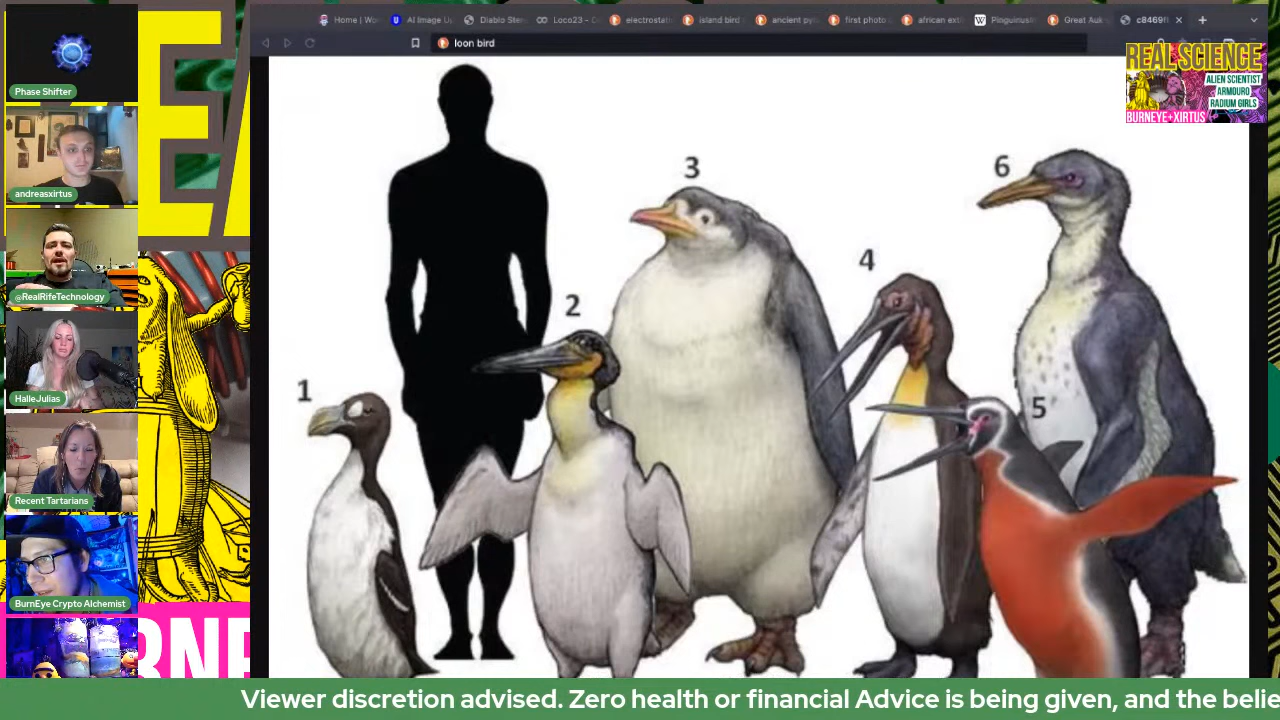 Home | Wo
AI Image U
Diablo Ste
Loco23 - C
electrostati
island bird
ancient py
first photo
african exti
Pinguinus
Great Auk
c8469f
loon bird
REAL SCIENCE
ALIEN SCIENTIST
ARMOURO
RADIUM GIRLS
BURNEYE+XIRTUS
Phase Shifter
andreasxirtus
@RealRifeTechnology
HalleJulias
Recent Tartarians
BurnEye Crypto Alchemist
1
2
3
4
5
6
Viewer discretion advised. Zero health or financial Advice is being given, and the belie